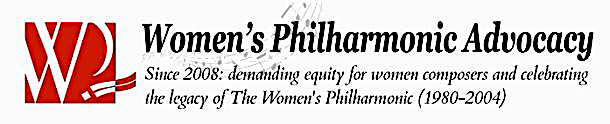 WP
Women's Philharmonic Advocacy
Since 2008: demanding equity for women composers and celebrating
the legacy of The Women's Philharmonic (1980-2004)